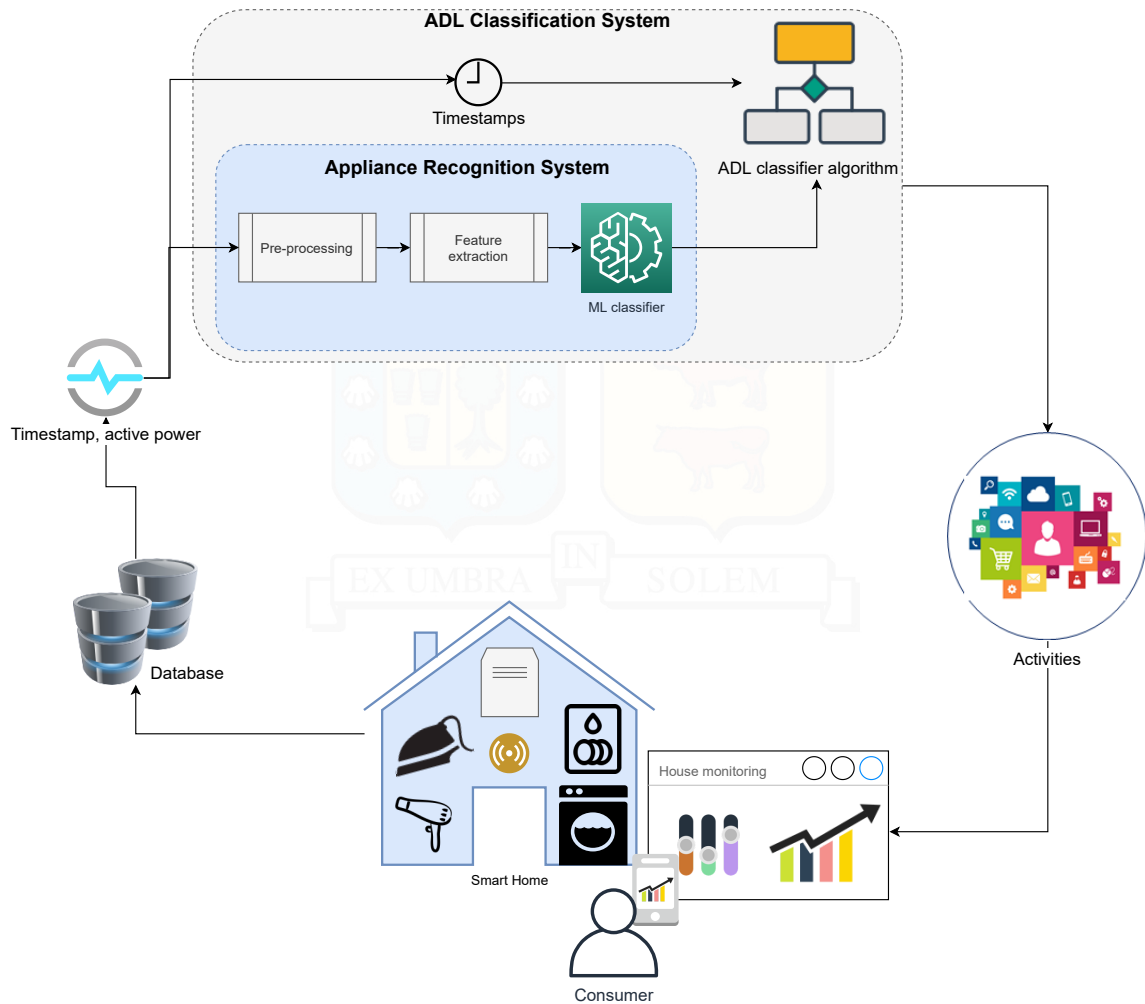 ADL Classification System
Timestamps
ADL classifier algorithm
Appliance Recognition System
Pre-processing
Feature
extraction
ML classifier
Timestamp, active power
EX UMBRA IN SOLEM
Database
Activities
House monitoring
Smart Home
Consumer